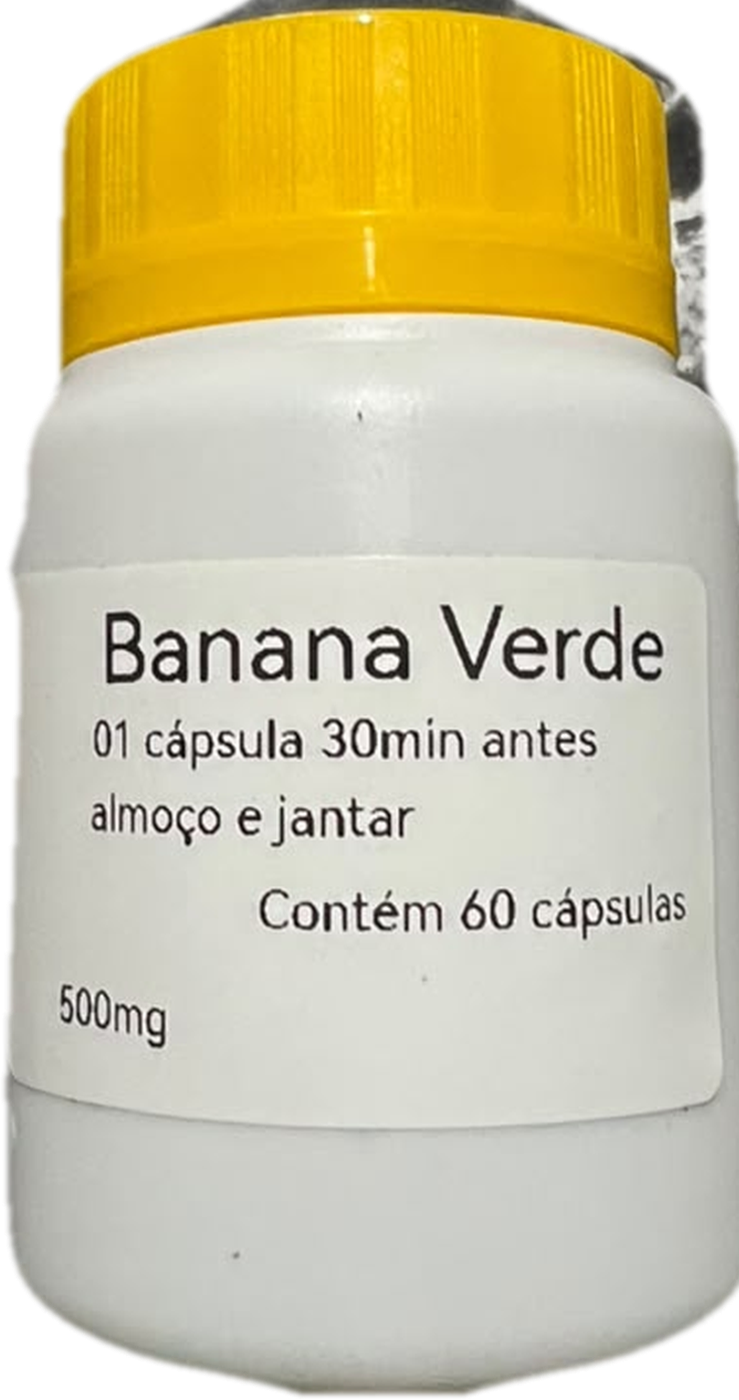 Banana Verde
01 cápsula 30min antes
almoço e jantar
Contém 60 cápsulas
500mg